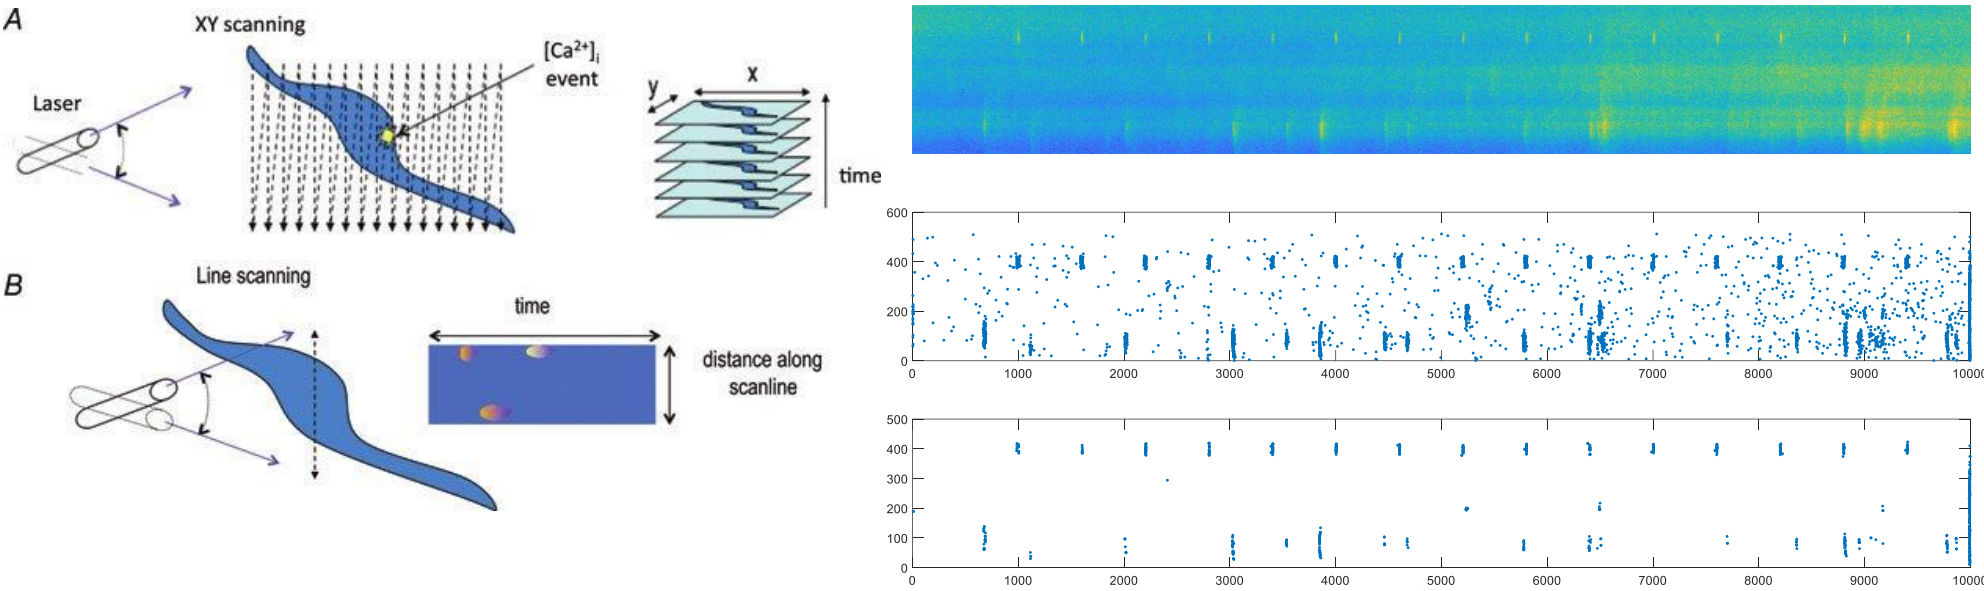 A
XY scanning
[Ca²⁺]ᵢ
event
Laser
x
y
time
B
Line scanning
time
distance along
scanline
600
400
200
0
0 1000 2000 3000 4000 5000 6000 7000 8000 9000 10000
500
400
300
200
100
0
0 1000 2000 3000 4000 5000 6000 7000 8000 9000 10000